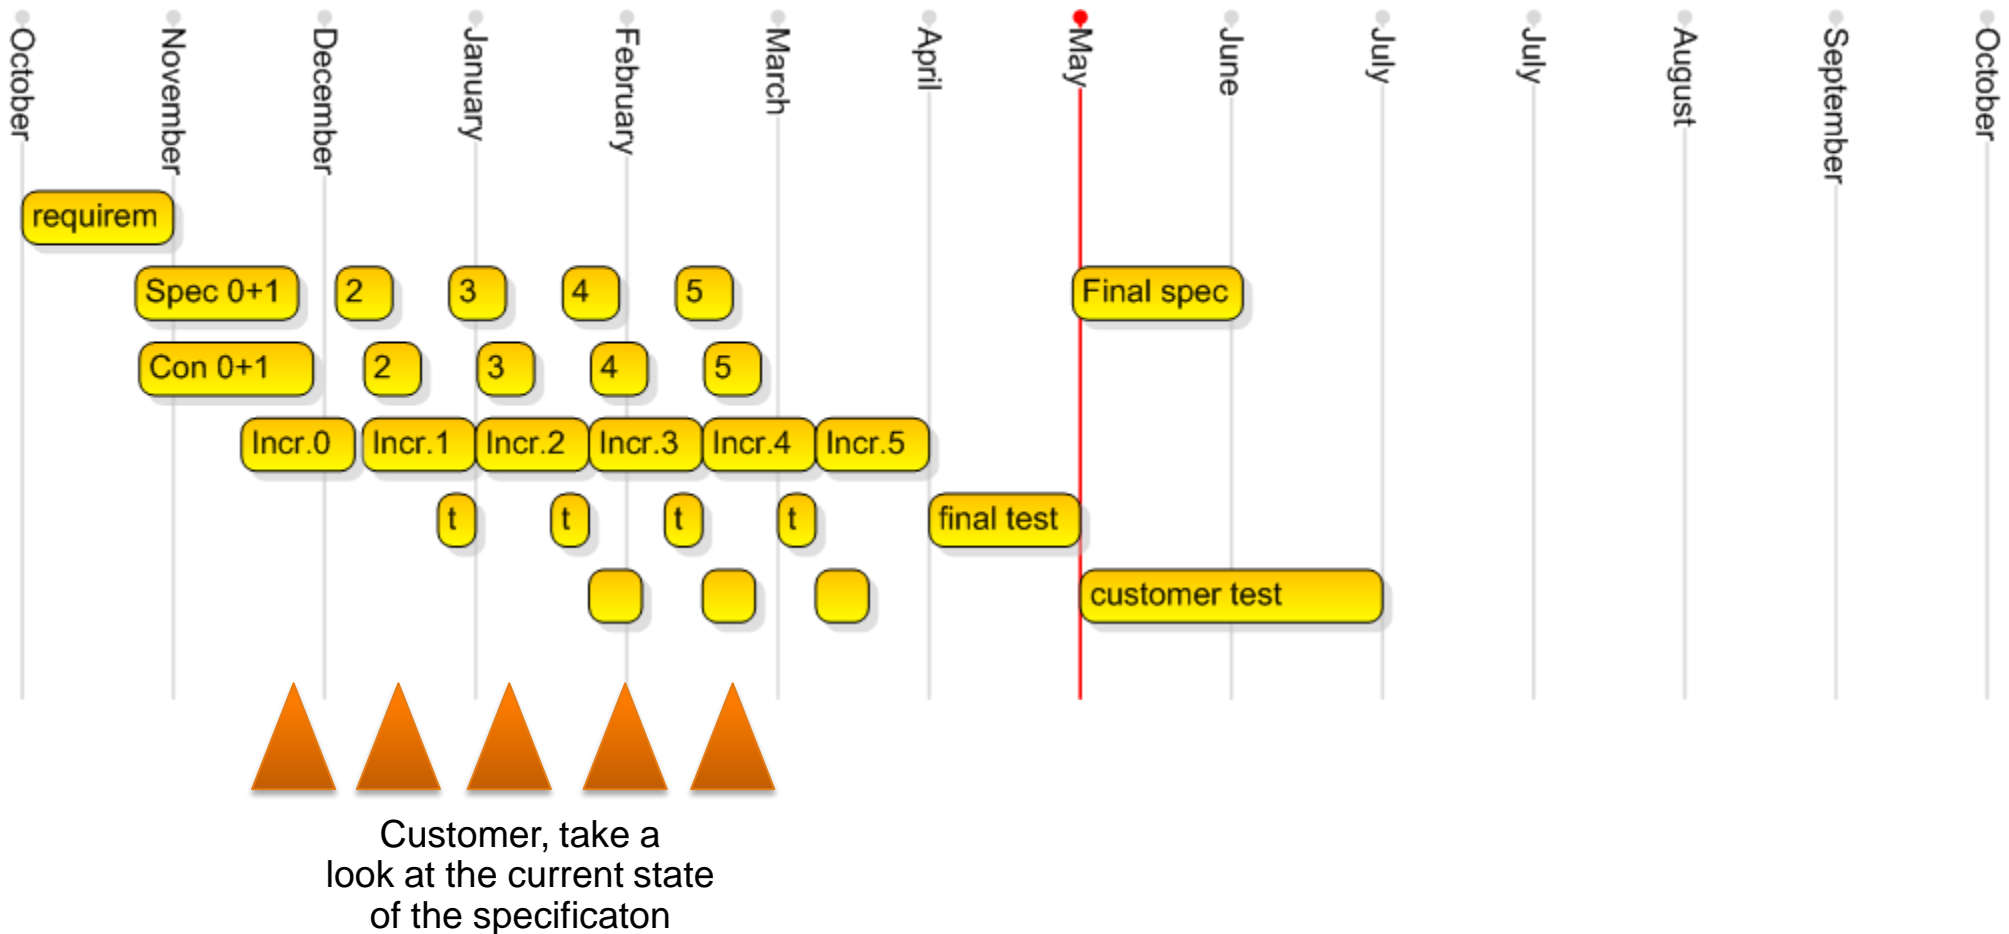 October
November
December
January
February
March
April
May
June
July
July
August
September
October
requirem
Spec 0+1 2 3 4 5 Final spec
Con 0+1 2 3 4 5
Incr.0 Incr.1 Incr.2 Incr.3 Incr.4 Incr.5
t t t t final test
customer test
Customer, take a
look at the current state
of the specificaton